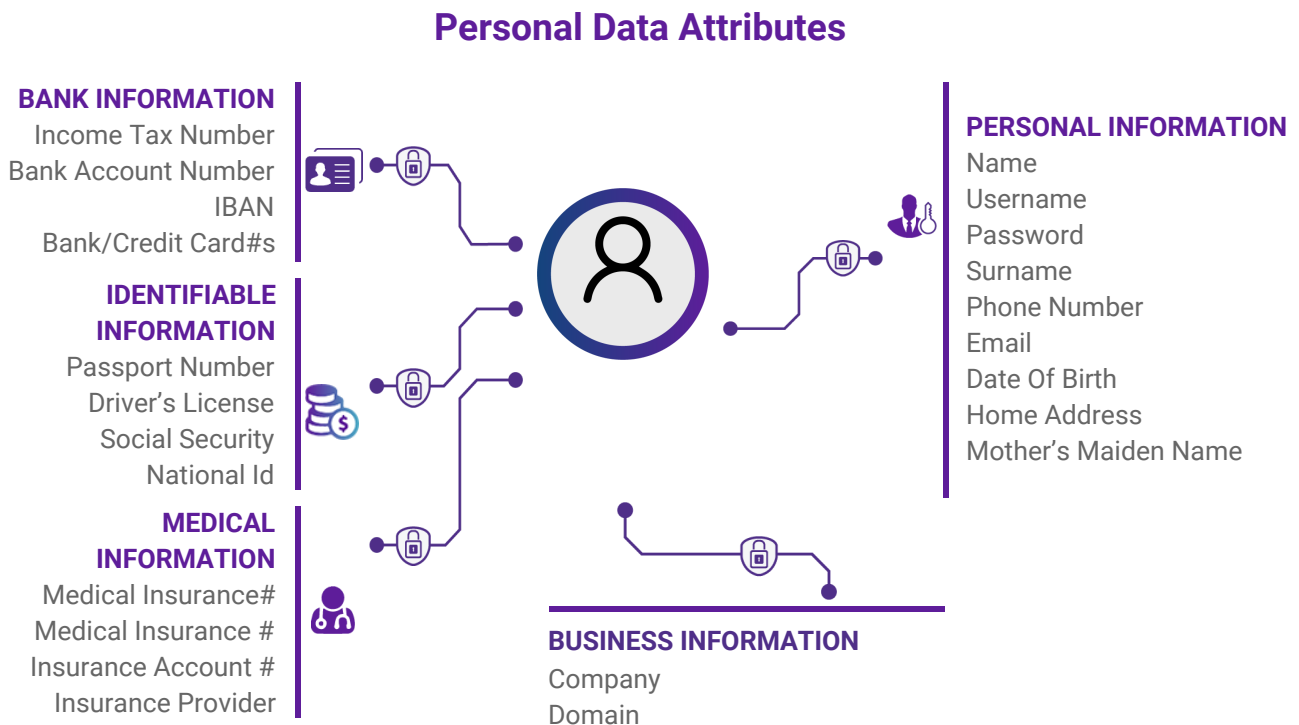 Personal Data Attributes
BANK INFORMATION
Income Tax Number
Bank Account Number
IBAN
Bank/Credit Card#s
IDENTIFIABLE
INFORMATION
Passport Number
Driver’s License
Social Security
National Id
MEDICAL
INFORMATION
Medical Insurance#
Medical Insurance #
Insurance Account #
Insurance Provider
PERSONAL INFORMATION
Name
Username
Password
Surname
Phone Number
Email
Date Of Birth
Home Address
Mother’s Maiden Name
BUSINESS INFORMATION
Company
Domain
$